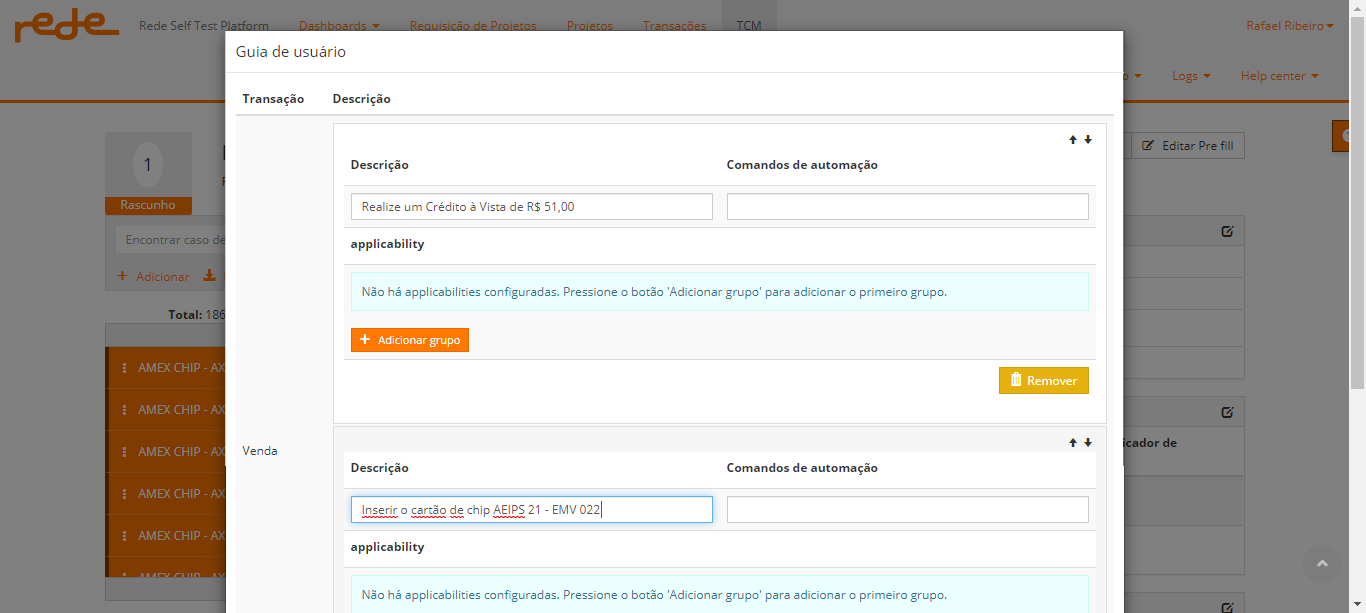 rede Rede Self Test Platform Dashboards Requisição de Projetos Projetos Transações TCM Rafael Ribeiro
Guia de usuário
Logs Help center
Transação Descrição
1
Rascunho
Editar Pre fill
Encontrar caso de
Adicionar
Total: 186
AMEX CHIP - AX
AMEX CHIP - AX
AMEX CHIP - AX
AMEX CHIP - AX
AMEX CHIP - AX
AMEX CHIP - AX
Venda
Descrição Comandos de automação
Realize um Crédito à Vista de R$ 51,00
applicability
Não há applicabilities configuradas. Pressione o botão 'Adicionar grupo' para adicionar o primeiro grupo.
Adicionar grupo
Remover
Descrição Comandos de automação
Inserir o cartão de chip AEIPS 21 - EMV 022
applicability
Não há applicabilities configuradas. Pressione o botão 'Adicionar grupo' para adicionar o primeiro grupo.
icador de